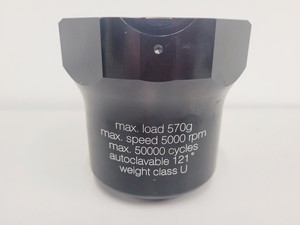 max. load 570g
max. speed 5000 rpm
max. 50000 cycles
autoclavable 121°
weight class U